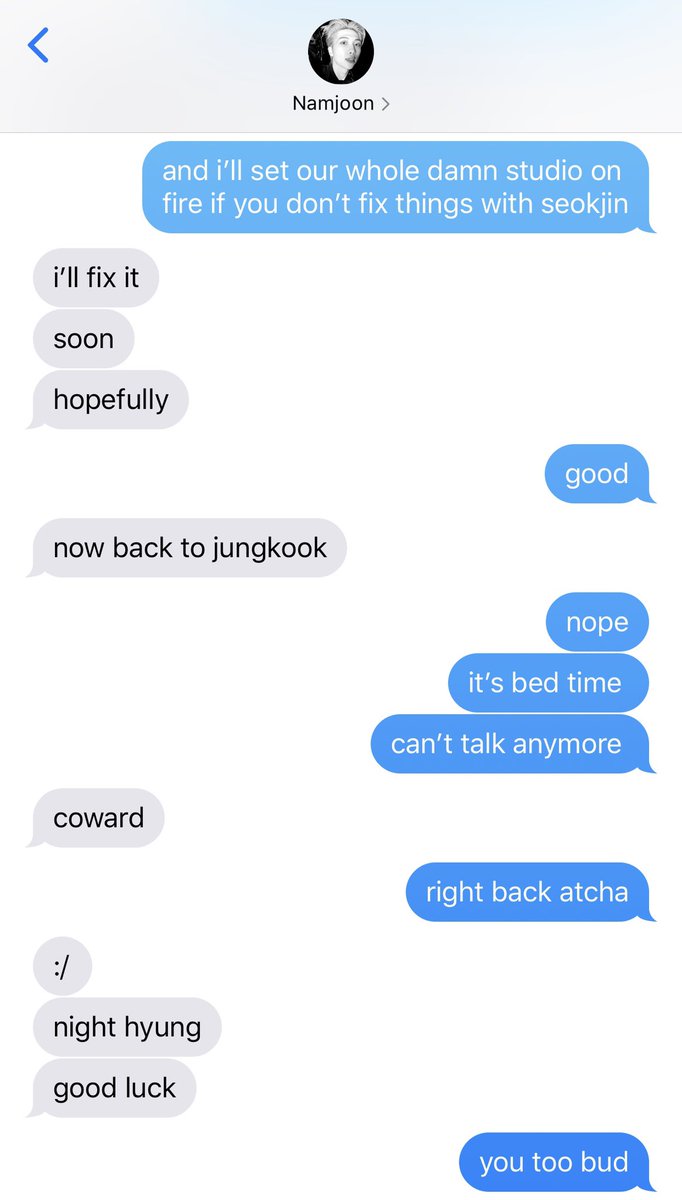 Namjoon
and i’ll set our whole damn studio on
fire if you don’t fix things with seokjin
i’ll fix it
soon
hopefully
good
now back to jungkook
nope
it’s bed time
can’t talk anymore
coward
right back atcha
:/
night hyung
good luck
you too bud